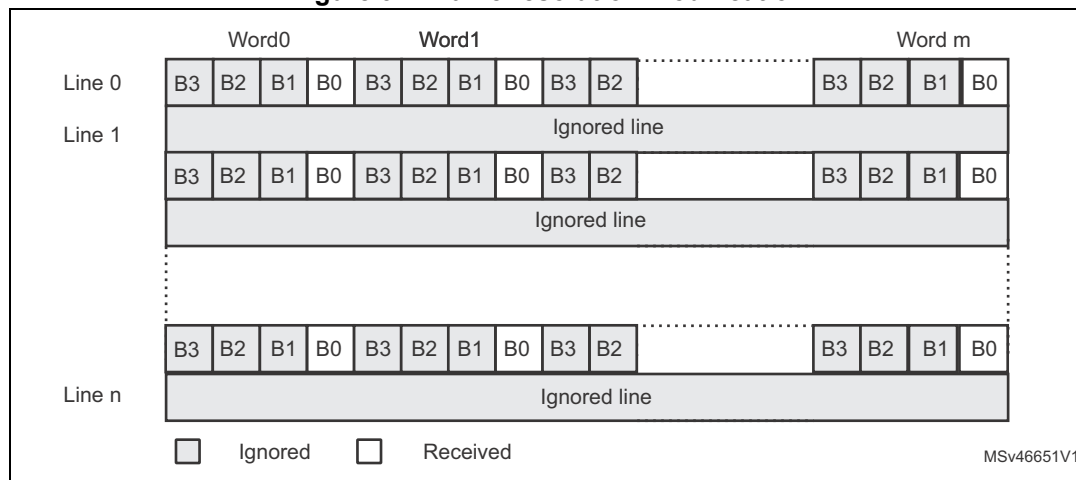 Word0 Word1 Word m
Line 0 B3 B2 B1 B0 B3 B2 B1 B0 B3 B2 B3 B2 B1 B0
Line 1 Ignored line
B3 B2 B1 B0 B3 B2 B1 B0 B3 B2 B3 B2 B1 B0
Ignored line
B3 B2 B1 B0 B3 B2 B1 B0 B3 B2 B3 B2 B1 B0
Line n Ignored line
Ignored Received
MSv46651V1